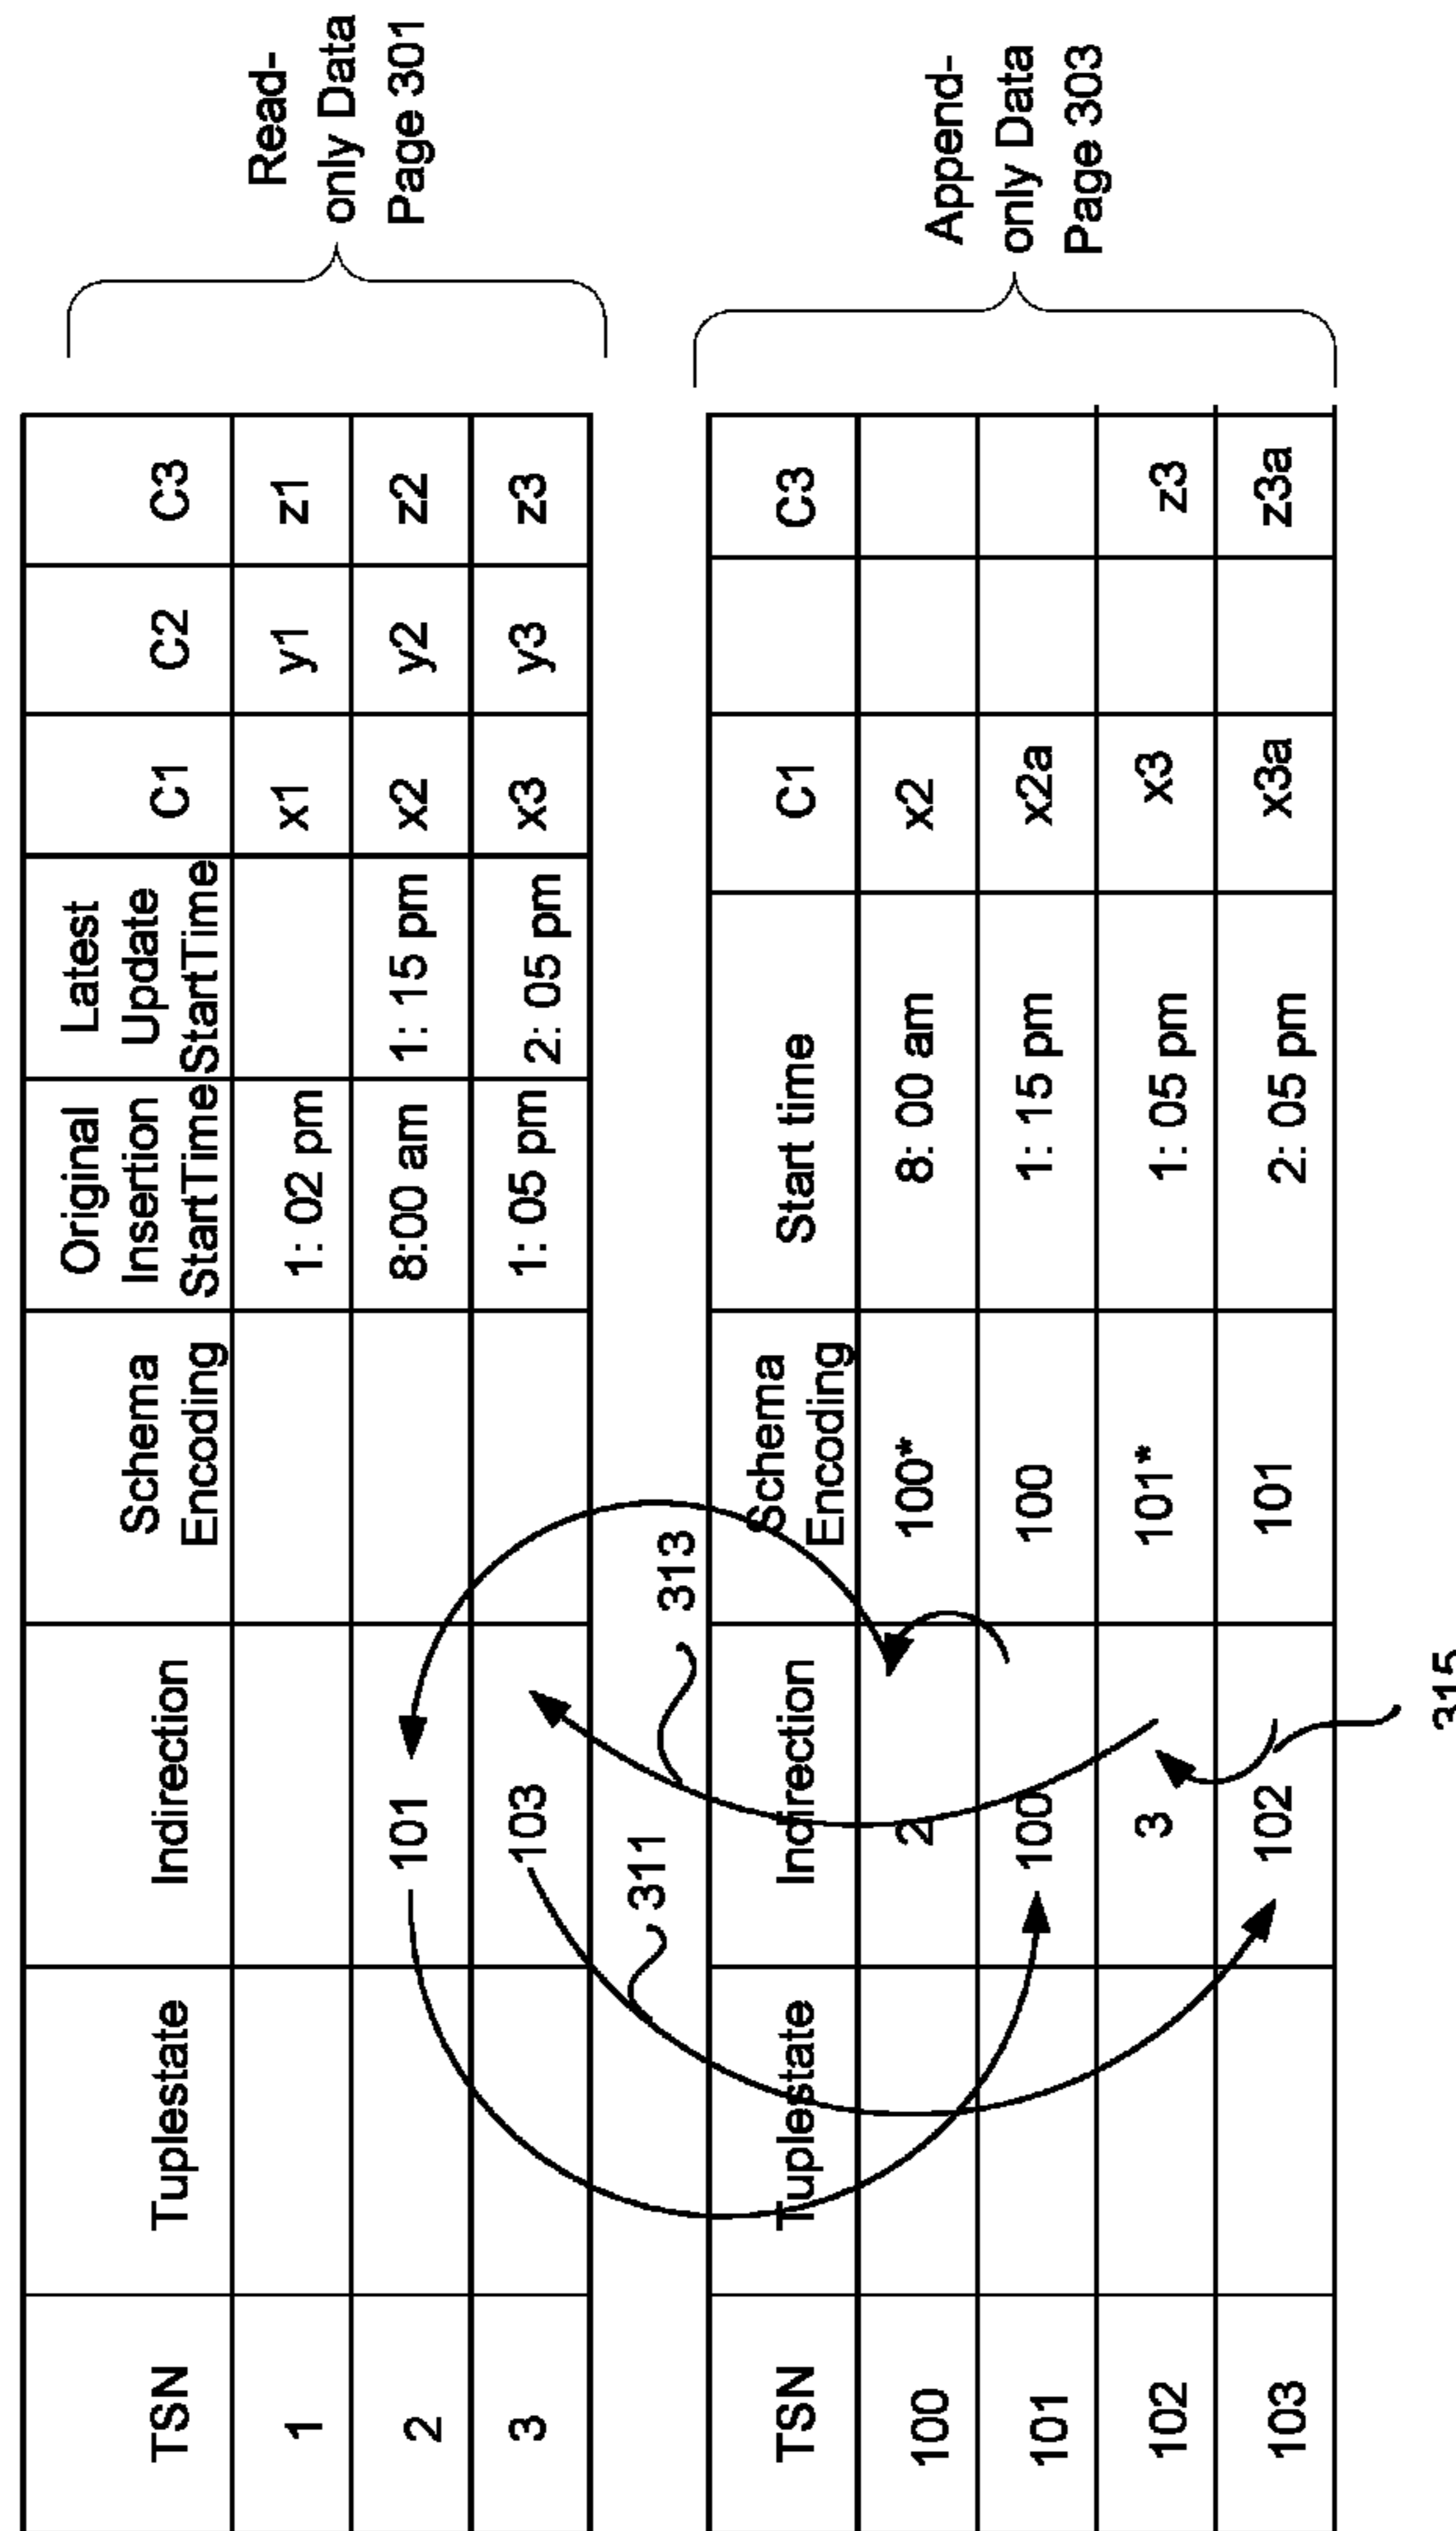 TSN Tuplestate Indirection Schema Encoding Original Insertion StartTime Latest Update StartTime C1 C2 C3
1 1: 02 pm x1 y1 z1
2 101 8:00 am 1: 15 pm x2 y2 z2
3 103 1: 05 pm 2: 05 pm x3 y3 z3
Read-
only Data
Page 301
311
313
TSN Tuplestate Indirection Schema Encoding Start time C1 C3
100 2 100* 8: 00 am x2
101 100 100 1: 15 pm x2a
102 3 101* 1: 05 pm x3 z3
103 102 101 2: 05 pm x3a z3a
Append-
only Data
Page 303
315